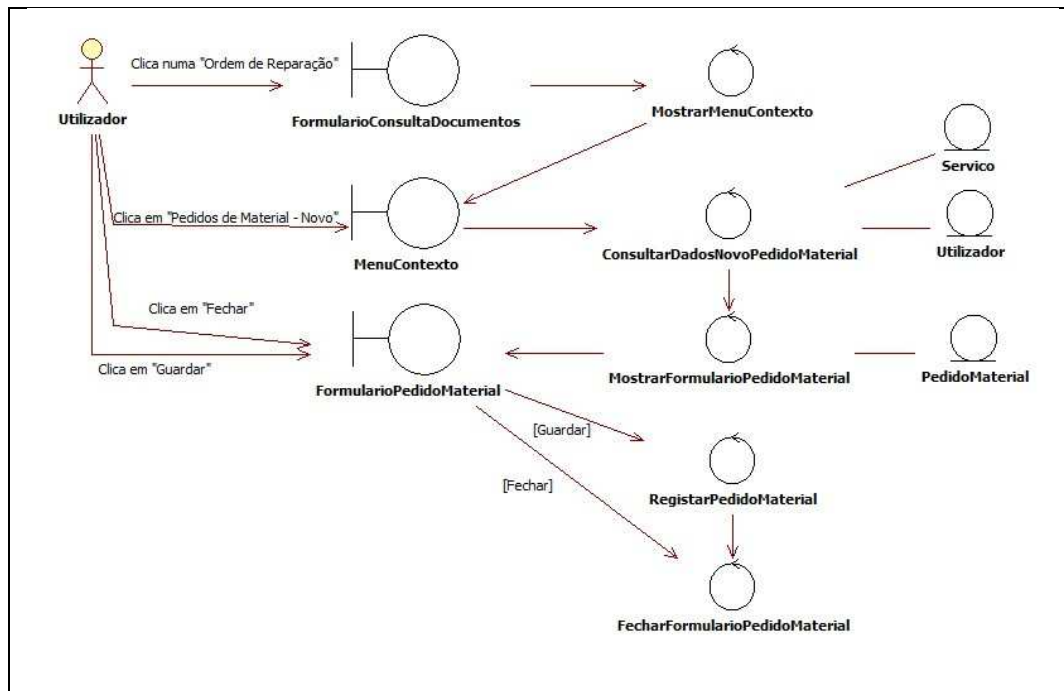 Clica numa "Ordem de Reparação"
Utilizador
FormularioConsultaDocumentos
MostrarMenuContexto
Servico
Clica em "Pedidos de Material - Novo"
MenuContexto
ConsultarDadosNovoPedidoMaterial
Utilizador
Clica em "Fechar"
Clica em "Guardar"
FormularioPedidoMaterial
MostrarFormularioPedidoMaterial
PedidoMaterial
[Guardar]
[Fechar]
RegistarPedidoMaterial
FecharFormularioPedidoMaterial